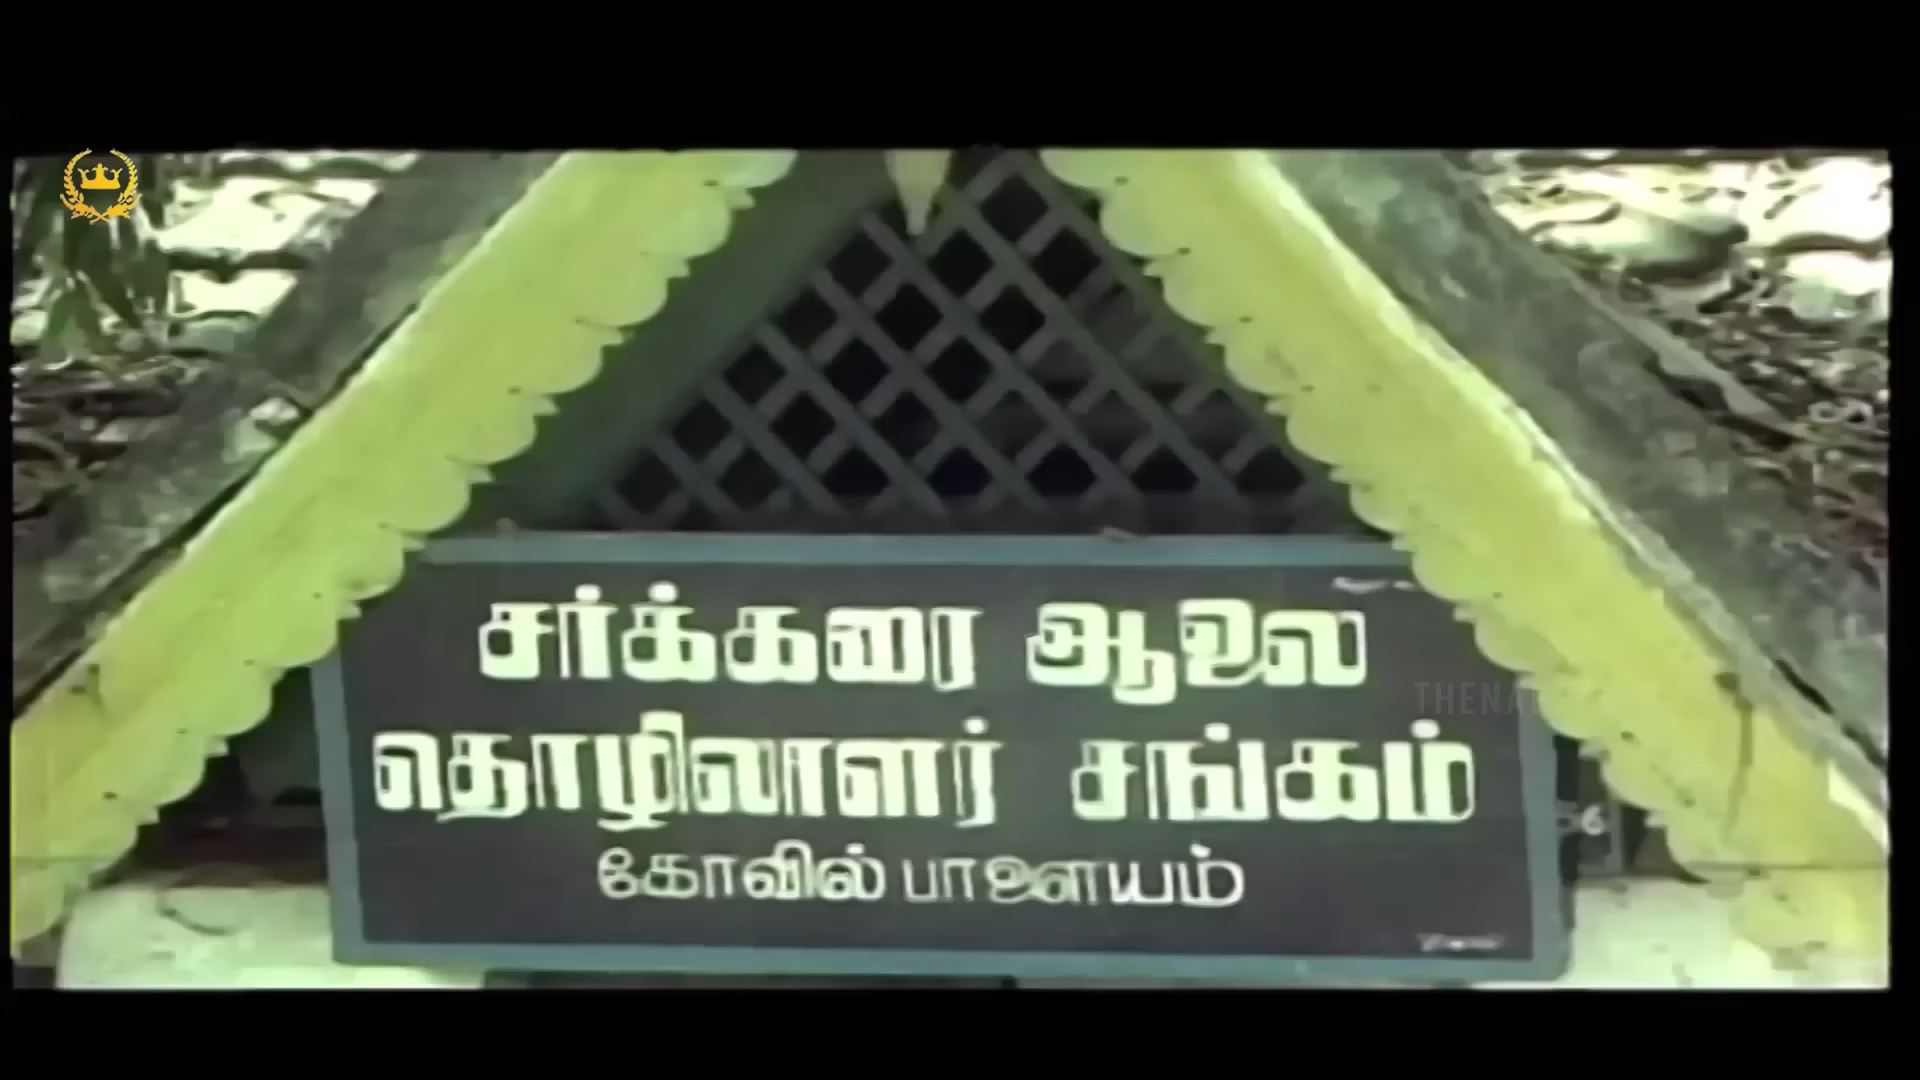 சர்க்கரை ஆலை
தொழிலாளர் சங்கம்
கோவில் பாளையம்